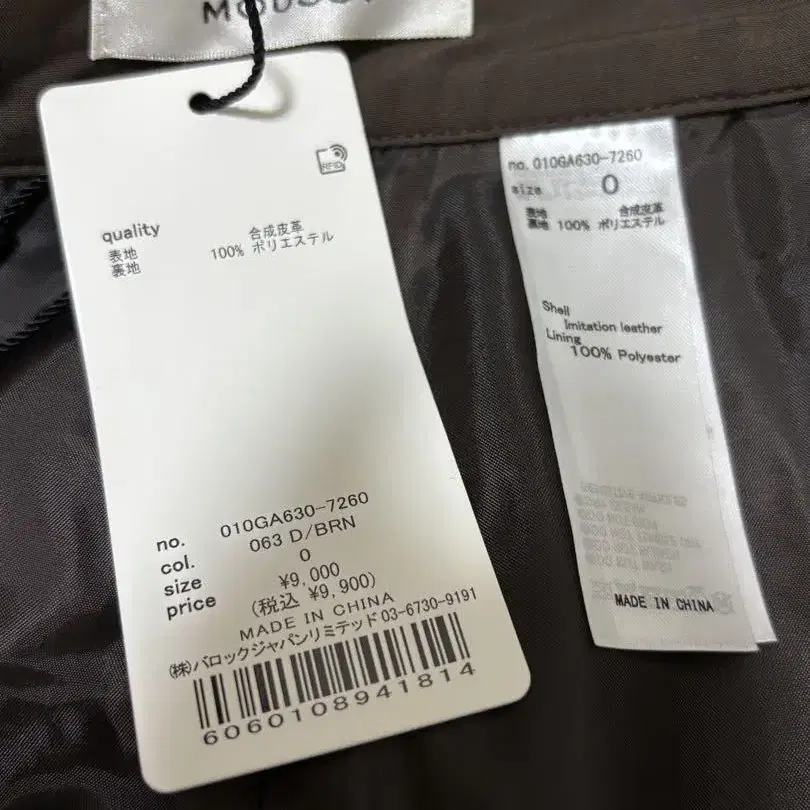 MOUSSY
RFID
quality
表地 合成皮革
裏地 100% ポリエステル
no. 010GA630-7260
col. 063 D/BRN
size 0
price ¥9,000
(税込 ¥9,900)
MADE IN CHINA
(株)バロックジャパンリミテッド 03-6730-9191
6060108941814
no. 010GA630-7260
size 0
表地 合成皮革
裏地 100% ポリエステル
Shell
Imitation leather
Lining
100% Polyester
MADE IN CHINA